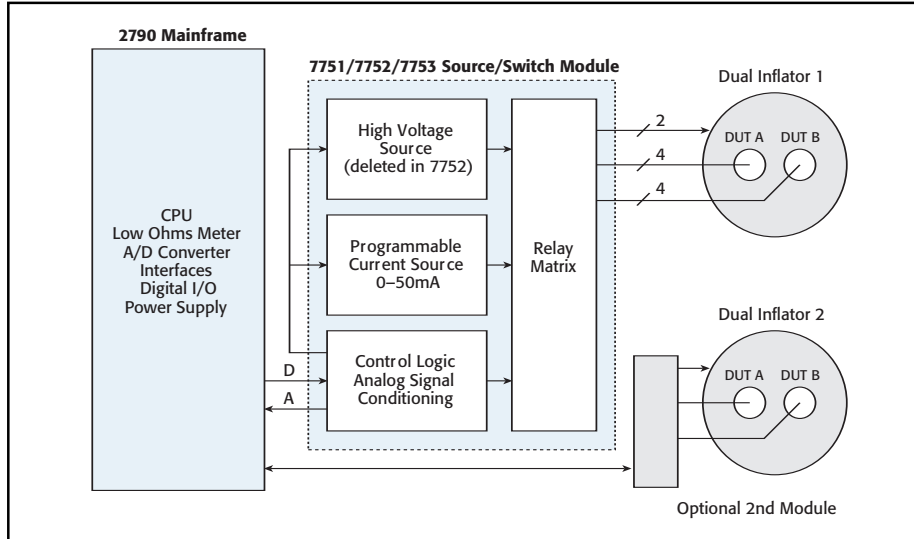 2790 Mainframe
CPU
Low Ohms Meter
A/D Converter
Interfaces
Digital I/O
Power Supply
D
A
7751/7752/7753 Source/Switch Module
High Voltage
Source
(deleted in 7752)
Programmable
Current Source
0–50mA
Control Logic
Analog Signal
Conditioning
Relay
Matrix
2
4
4
Dual Inflator 1
DUT A
DUT B
Dual Inflator 2
DUT A
DUT B
Optional 2nd Module